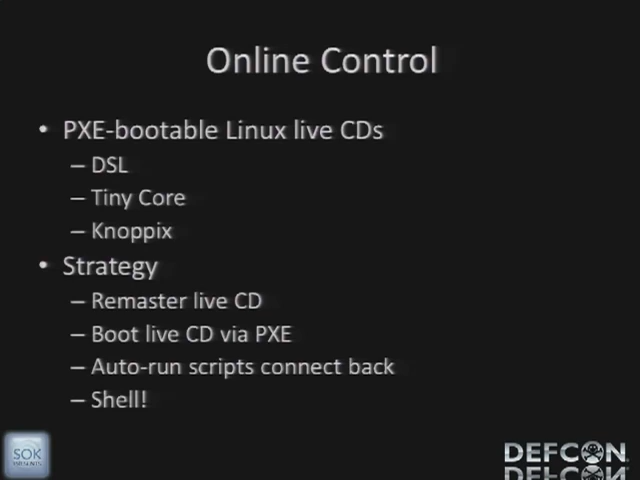 Online Control
• PXE-bootable Linux live CDs
– DSL
– Tiny Core
– Knoppix
• Strategy
– Remaster live CD
– Boot live CD via PXE
– Auto-run scripts connect back
– Shell!
SOK
PRESENTS
DEFCON